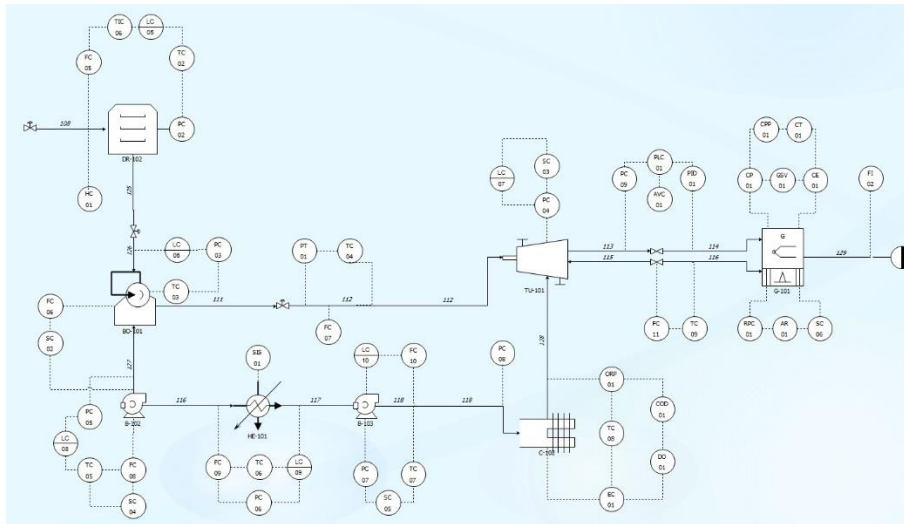 TIC
06
LC
05
FC
05
TC
02
108
PC
02
DR-102
HC
01
125
126
LC
06
PC
03
TC
03
FC
06
SC
02
BO-101
111
PT
01
TC
04
112
112
FC
07
127
PC
05
LC
08
TC
05
FC
08
SC
04
B-102
116
SIS
01
HE-101
117
FC
09
TC
06
LC
09
PC
06
LC
10
FC
10
B-103
118
119
PC
07
TC
07
SC
05
PC
08
C-102
LC
07
SC
03
PC
04
TU-101
128
PC
09
PLC
01
PID
01
AVC
01
113
114
115
116
FC
11
TC
09
ORP
01
COD
01
TC
08
DO
01
EC
01
CPP
01
CT
01
CP
01
GSV
01
CE
01
G
G-101
RPC
01
AR
01
SC
06
129
FI
02